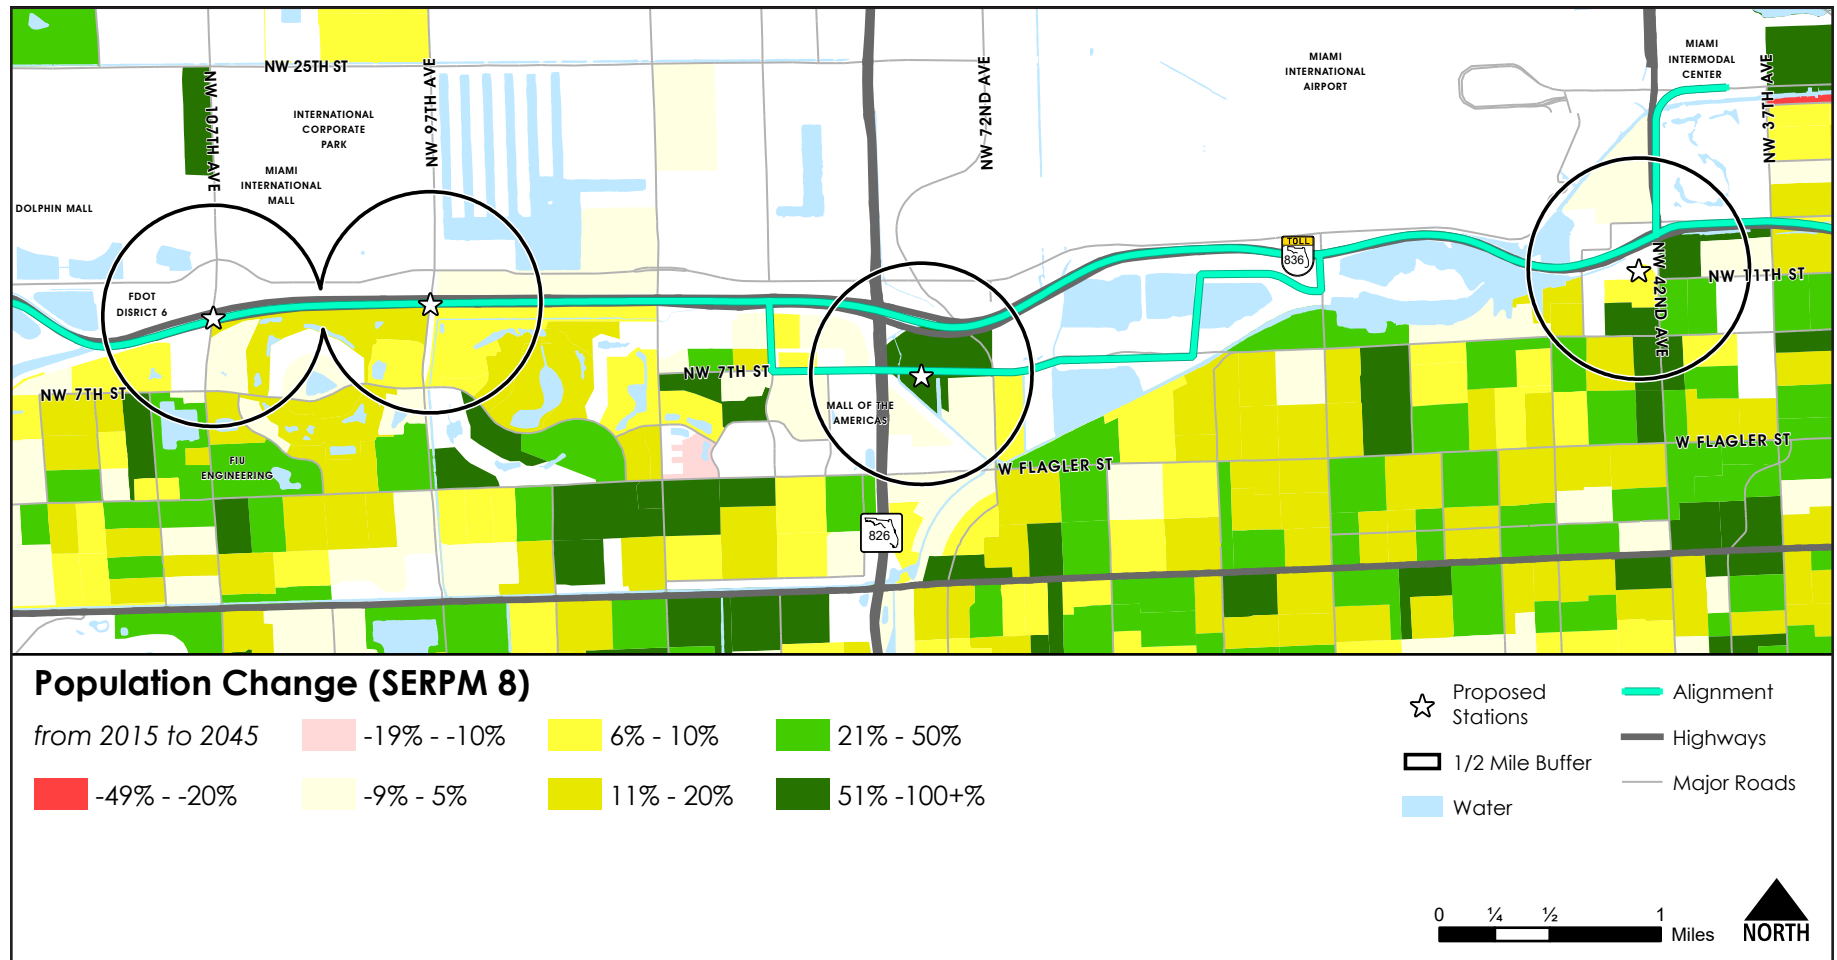 NW 25TH ST
NW 107TH AVE
NW 97TH AVE
NW 72ND AVE
NW 37TH AVE
INTERNATIONAL
CORPORATE
PARK
MIAMI
INTERNATIONAL
MALL
DOLPHIN MALL
MIAMI
INTERNATIONAL
AIRPORT
MIAMI
INTERMODAL
CENTER
FDOT
DISRICT 6
TOLL
836
NW 42ND AVE
NW 11TH ST
NW 7TH ST
NW 7TH ST
MALL OF THE
AMERICAS
FIU
ENGINEERING
W FLAGLER ST
W FLAGLER ST
826
Population Change (SERPM 8)
from 2015 to 2045
-19% - -10%
6% - 10%
21% - 50%
-49% - -20%
-9% - 5%
11% - 20%
51% -100+%
Proposed
Stations
1/2 Mile Buffer
Water
Alignment
Highways
Major Roads
0 ¼ ½ 1
Miles
NORTH